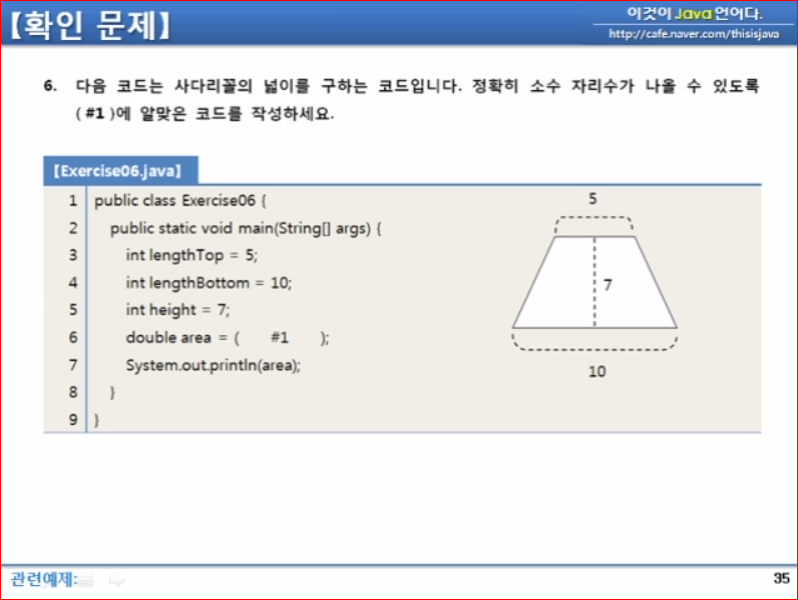 【확인 문제】
이것이 Java 언어다.
http://cafe.naver.com/thisisjava
6. 다음 코드는 사다리꼴의 넓이를 구하는 코드입니다. 정확히 소수 자리수가 나올 수 있도록
( #1 )에 알맞은 코드를 작성하세요.
【Exercise06.java】
1 public class Exercise06 {
2 public static void main(String[] args) {
3 int lengthTop = 5;
4 int lengthBottom = 10;
5 int height = 7;
6 double area = ( #1 );
7 System.out.println(area);
8 }
9 }
5
7
10
관련예제:
35